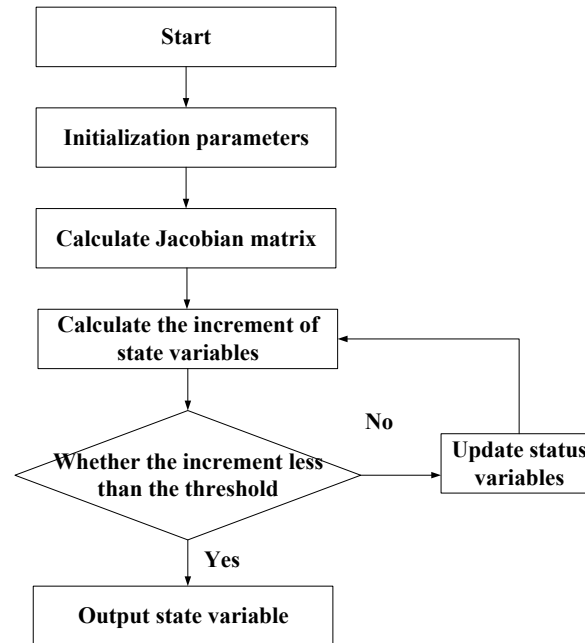 Start
Initialization parameters
Calculate Jacobian matrix
Calculate the increment of
state variables
No
Whether the increment less
than the threshold
Update status
variables
Yes
Output state variable